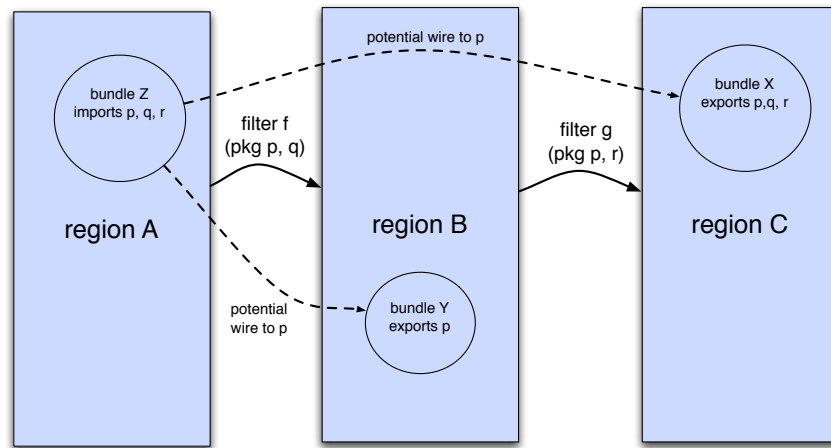 potential wire to p
bundle Z
imports p, q, r
bundle X
exports p,q, r
filter f
(pkg p, q)
filter g
(pkg p, r)
region A
region B
region C
potential
wire to p
bundle Y
exports p